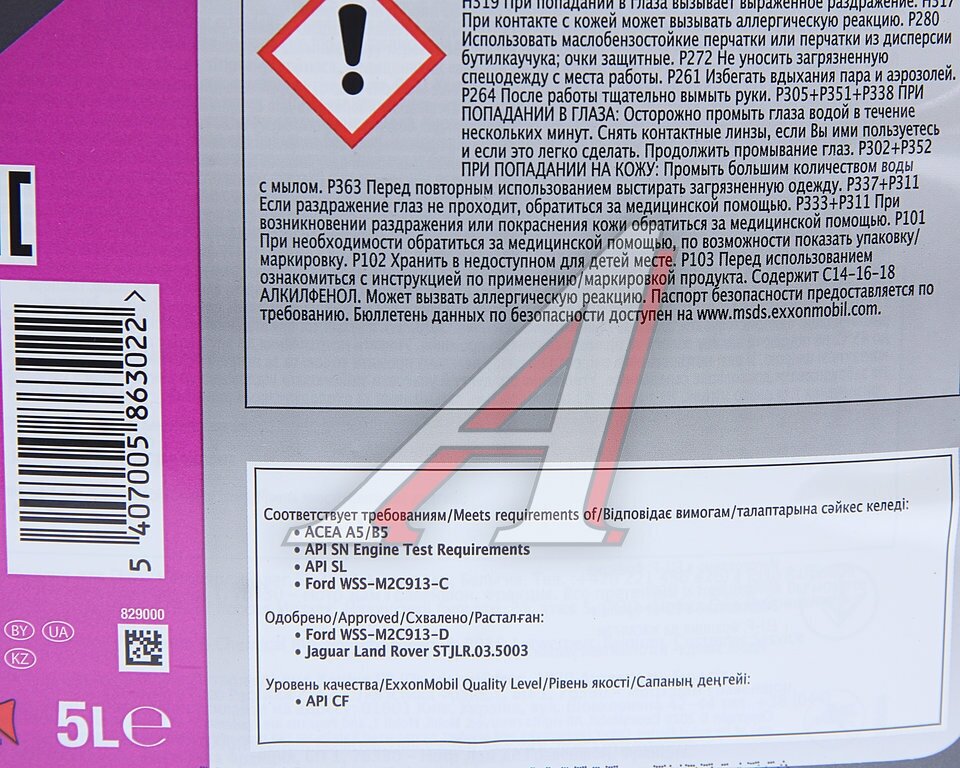 H319 При попадании в глаза вызывает выраженное раздражение. H317
При контакте с кожей может вызывать аллергическую реакцию. P280
Использовать маслобензостойкие перчатки или перчатки из дисперсии
бутилкаучука; очки защитные. P272 Не уносить загрязненную
спецодежду с места работы. P261 Избегать вдыхания пара и аэрозолей.
P264 После работы тщательно вымыть руки. P305+P351+P338 ПРИ
ПОПАДАНИИ В ГЛАЗА: Осторожно промыть глаза водой в течение
нескольких минут. Снять контактные линзы, если Вы ими пользуетесь
и если это легко сделать. Продолжить промывание глаз. P302+P352
ПРИ ПОПАДАНИИ НА КОЖУ: Промыть большим количеством воды
с мылом. P363 Перед повторным использованием выстирать загрязненную одежду. P337+P311
Если раздражение глаз не проходит, обратиться за медицинской помощью. P333+P311 При
возникновении раздражения или покраснения кожи обратиться за медицинской помощью. P101
При необходимости обратиться за медицинской помощью, по возможности показать упаковку/
маркировку. P102 Хранить в недоступном для детей месте. P103 Перед использованием
ознакомиться с инструкцией по применению/маркировкой продукта. Содержит C14-16-18
АЛКИЛФЕНОЛ. Может вызвать аллергическую реакцию. Паспорт безопасности предоставляется по
требованию. Бюллетень данных по безопасности доступен на www.msds.exxonmobil.com.
5 407005 863022 >
829000
BY UA
KZ
5L e
Соответствует требованиям/Meets requirements of/Відповідає вимогам/талаптарына сәйкес келеді:
• ACEA A5/B5
• API SN Engine Test Requirements
• API SL
• Ford WSS-M2C913-C
Одобрено/Approved/Схвалено/Расталған:
• Ford WSS-M2C913-D
• Jaguar Land Rover STJLR.03.5003
Уровень качества/ExxonMobil Quality Level/Рівень якості/Сапаның деңгейі:
• API CF